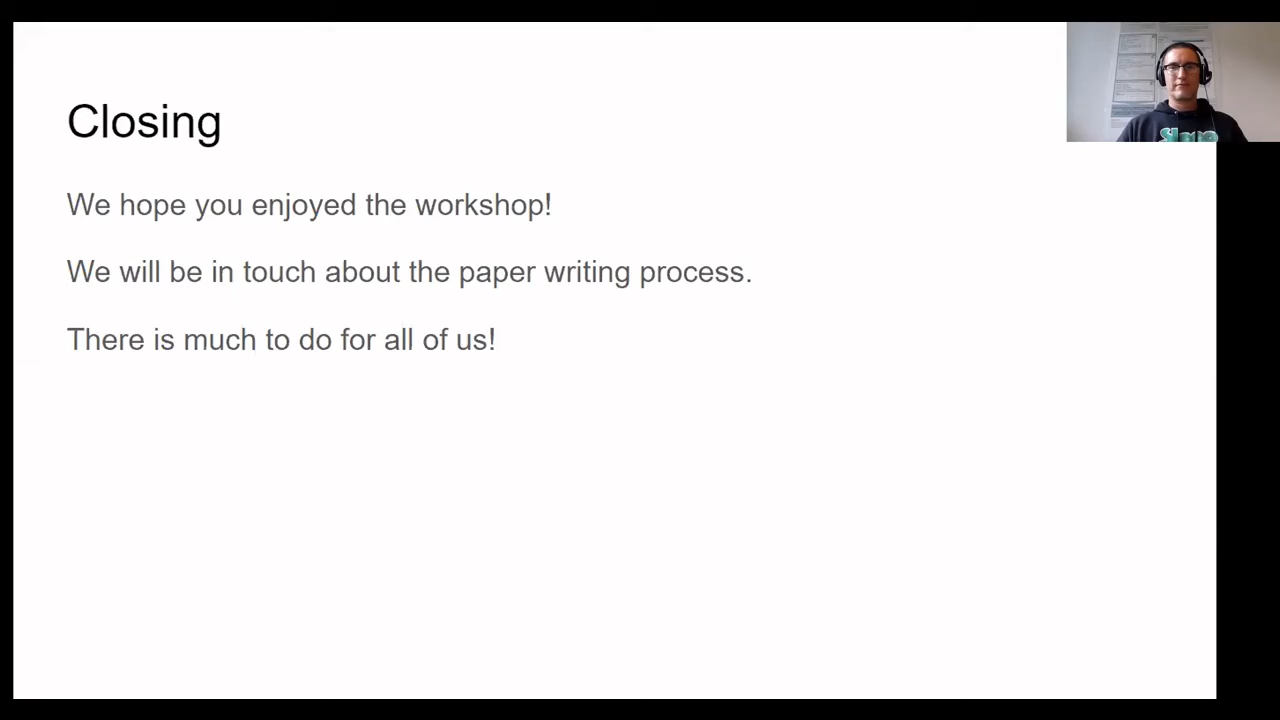 Closing
We hope you enjoyed the workshop!
We will be in touch about the paper writing process.
There is much to do for all of us!